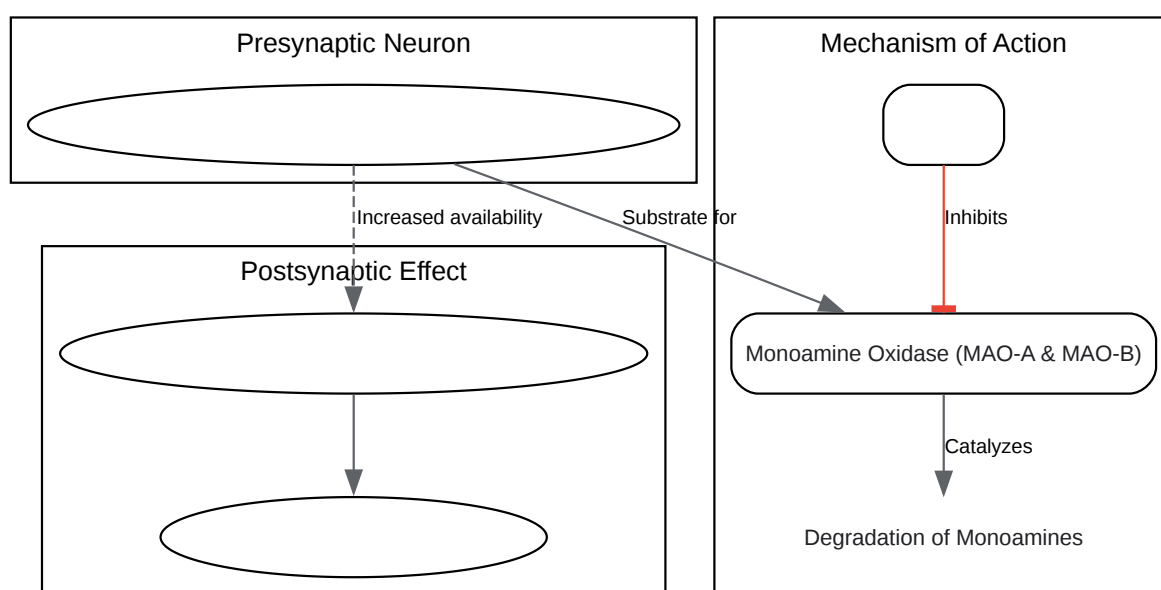 Presynaptic Neuron
Mechanism of Action
Increased availability
Substrate for
Inhibits
Postsynaptic Effect
Monoamine Oxidase (MAO-A & MAO-B)
Catalyzes
Degradation of Monoamines